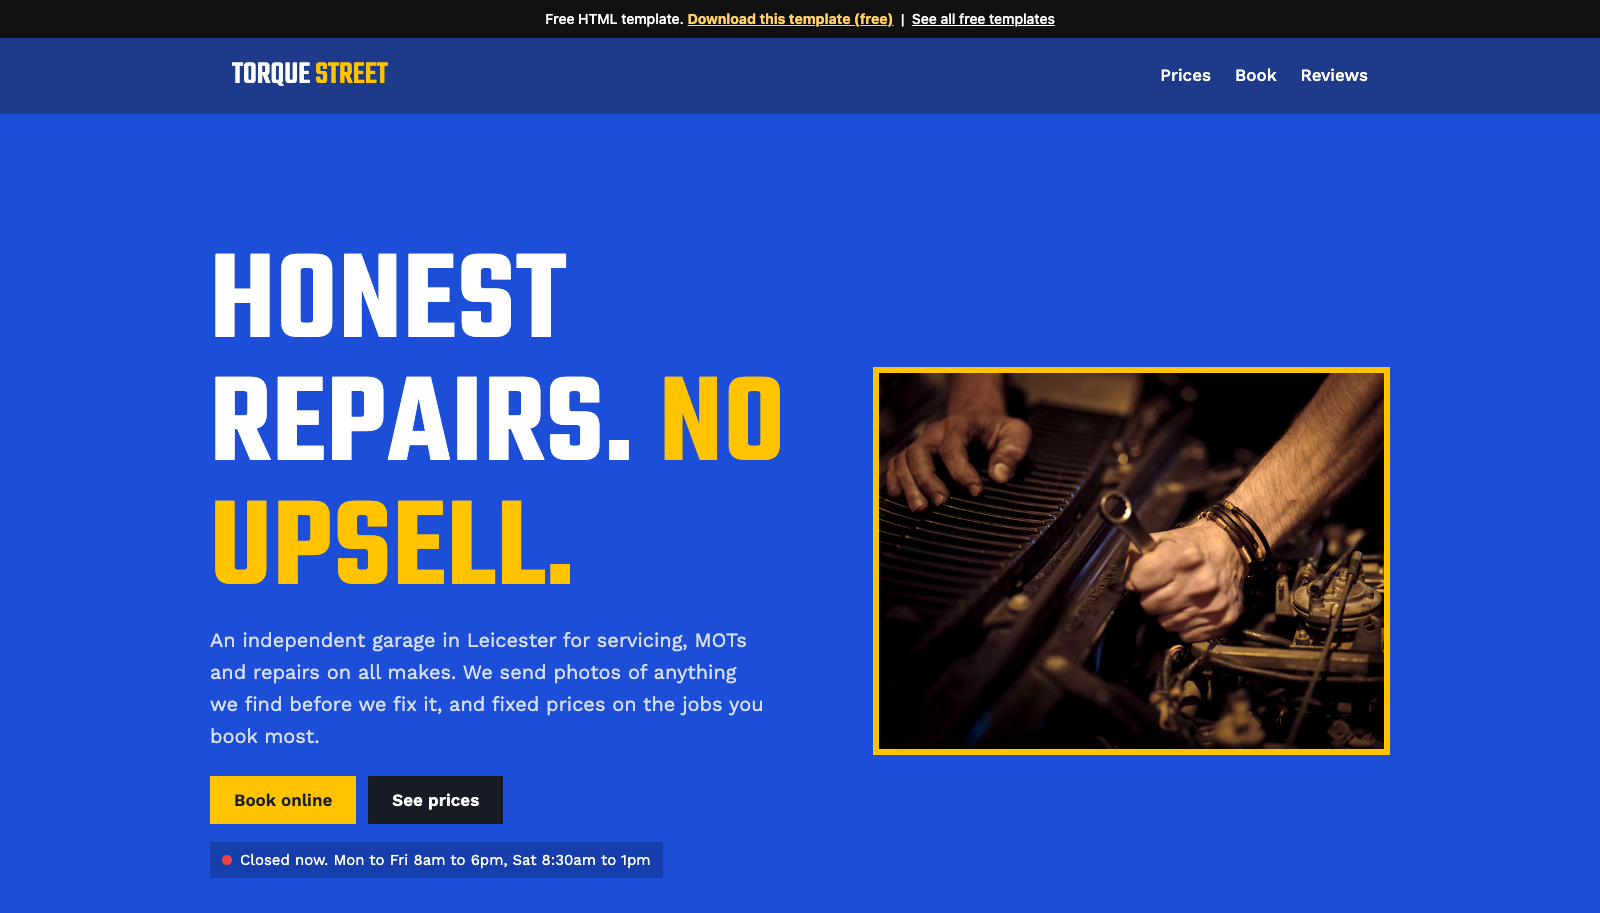 Free HTML template. Download this template (free) | See all free templates
TORQUE STREET
Prices Book Reviews
HONEST
REPAIRS. NO
UPSELL.
An independent garage in Leicester for servicing, MOTs
and repairs on all makes. We send photos of anything
we find before we fix it, and fixed prices on the jobs you
book most.
Book online See prices
Closed now. Mon to Fri 8am to 6pm, Sat 8:30am to 1pm